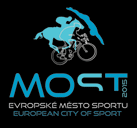 MOST 2015
EVROPSKÉ MĚSTO SPORTU
EUROPEAN CITY OF SPORT